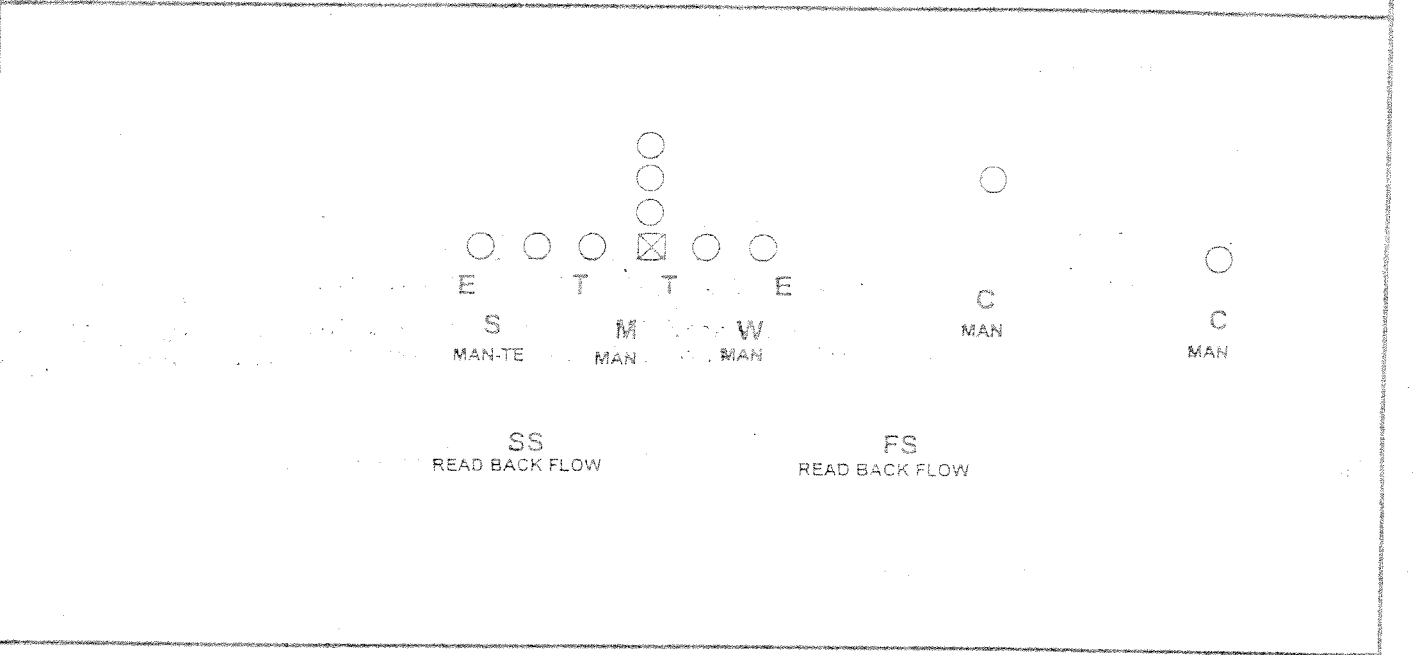 E T T E
S M W C C
MAN-TE MAN MAN MAN MAN
SS FS
READ BACK FLOW READ BACK FLOW